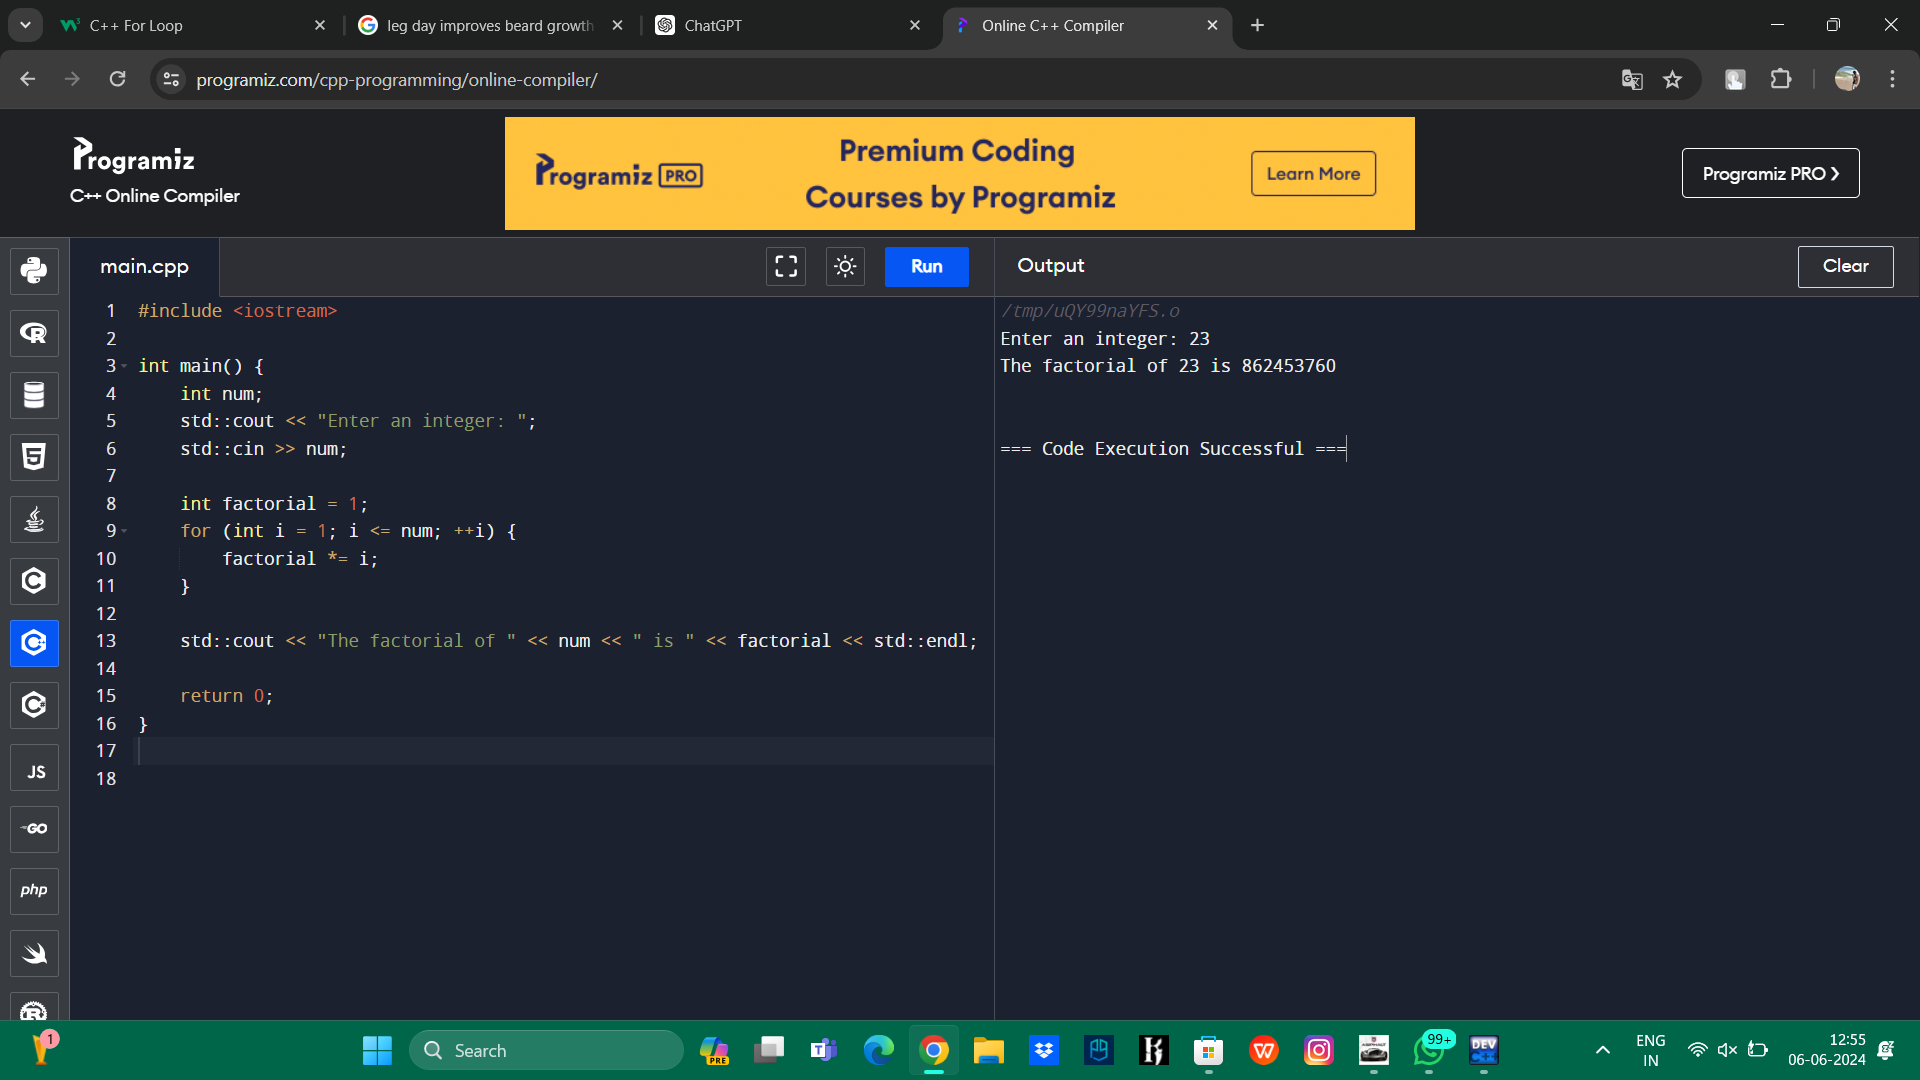 C++ For Loop
leg day improves beard growth
ChatGPT
Online C++ Compiler
programiz.com/cpp-programming/online-compiler/
Programiz
C++ Online Compiler
Programiz PRO
Premium Coding
Courses by Programiz
Learn More
Programiz PRO ❯
main.cpp
Run
Output
Clear
1 #include <iostream>
2
3 int main() {
4 int num;
5 std::cout << "Enter an integer: ";
6 std::cin >> num;
7
8 int factorial = 1;
9 for (int i = 1; i <= num; ++i) {
10 factorial *= i;
11 }
12
13 std::cout << "The factorial of " << num << " is " << factorial << std::endl;
14
15 return 0;
16 }
17
18
/tmp/uQY99naYFS.o
Enter an integer: 23
The factorial of 23 is 862453760
=== Code Execution Successful ===
JS
GO
php
1
Search
PRE
99+
DEV
ENG
IN
12:55
06-06-2024